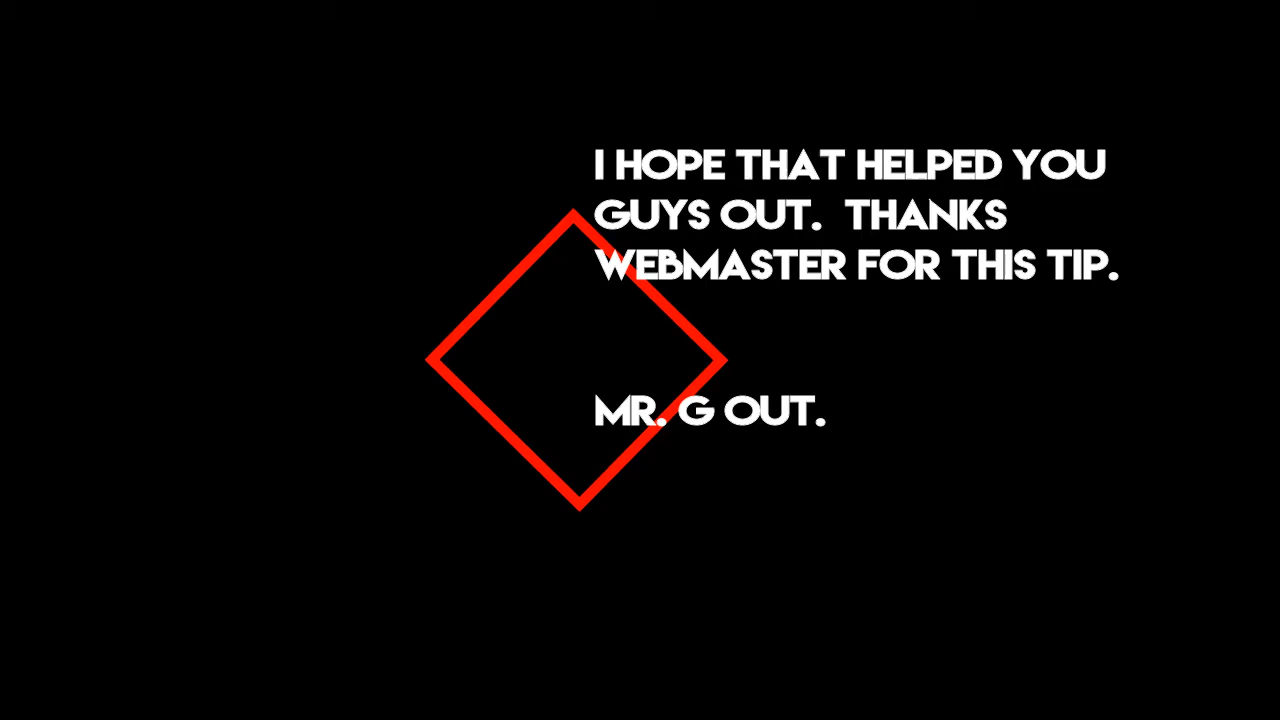 I HOPE THAT HELPED YOU
GUYS OUT.  THANKS
WEBMASTER FOR THIS TIP.
MR. G OUT.